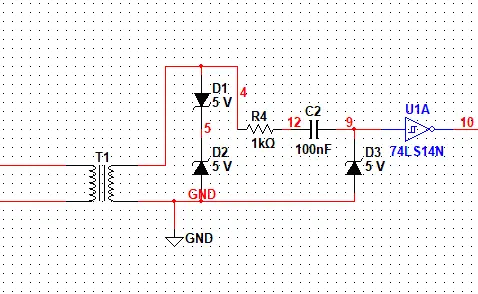 D1
5 V
4
U1A
R4
12
C2
9
10
5
1kΩ
100nF
74LS14N
T1
D2
5 V
D3
5 V
GND
GND